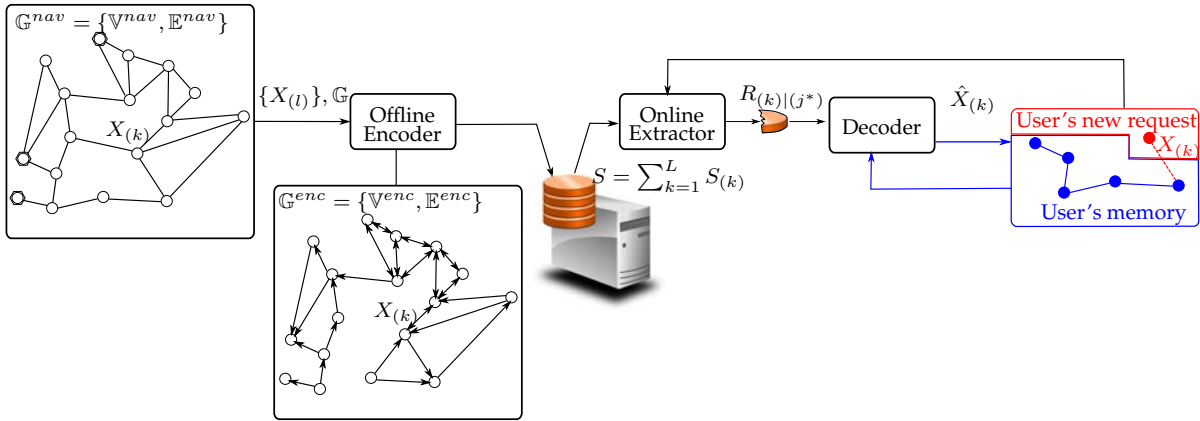 𝔾^{nav} = {𝕍^{nav}, 𝔼^{nav}}
X_{(k)}
{X_{(l)}}, 𝔾
Offline
Encoder
𝔾^{enc} = {𝕍^{enc}, 𝔼^{enc}}
X_{(k)}
S = ∑_{k=1}^{L} S_{(k)}
Online
Extractor
R_{(k)|(j*)}
Decoder
X̂_{(k)}
User's new request
X_{(k)}
User's memory